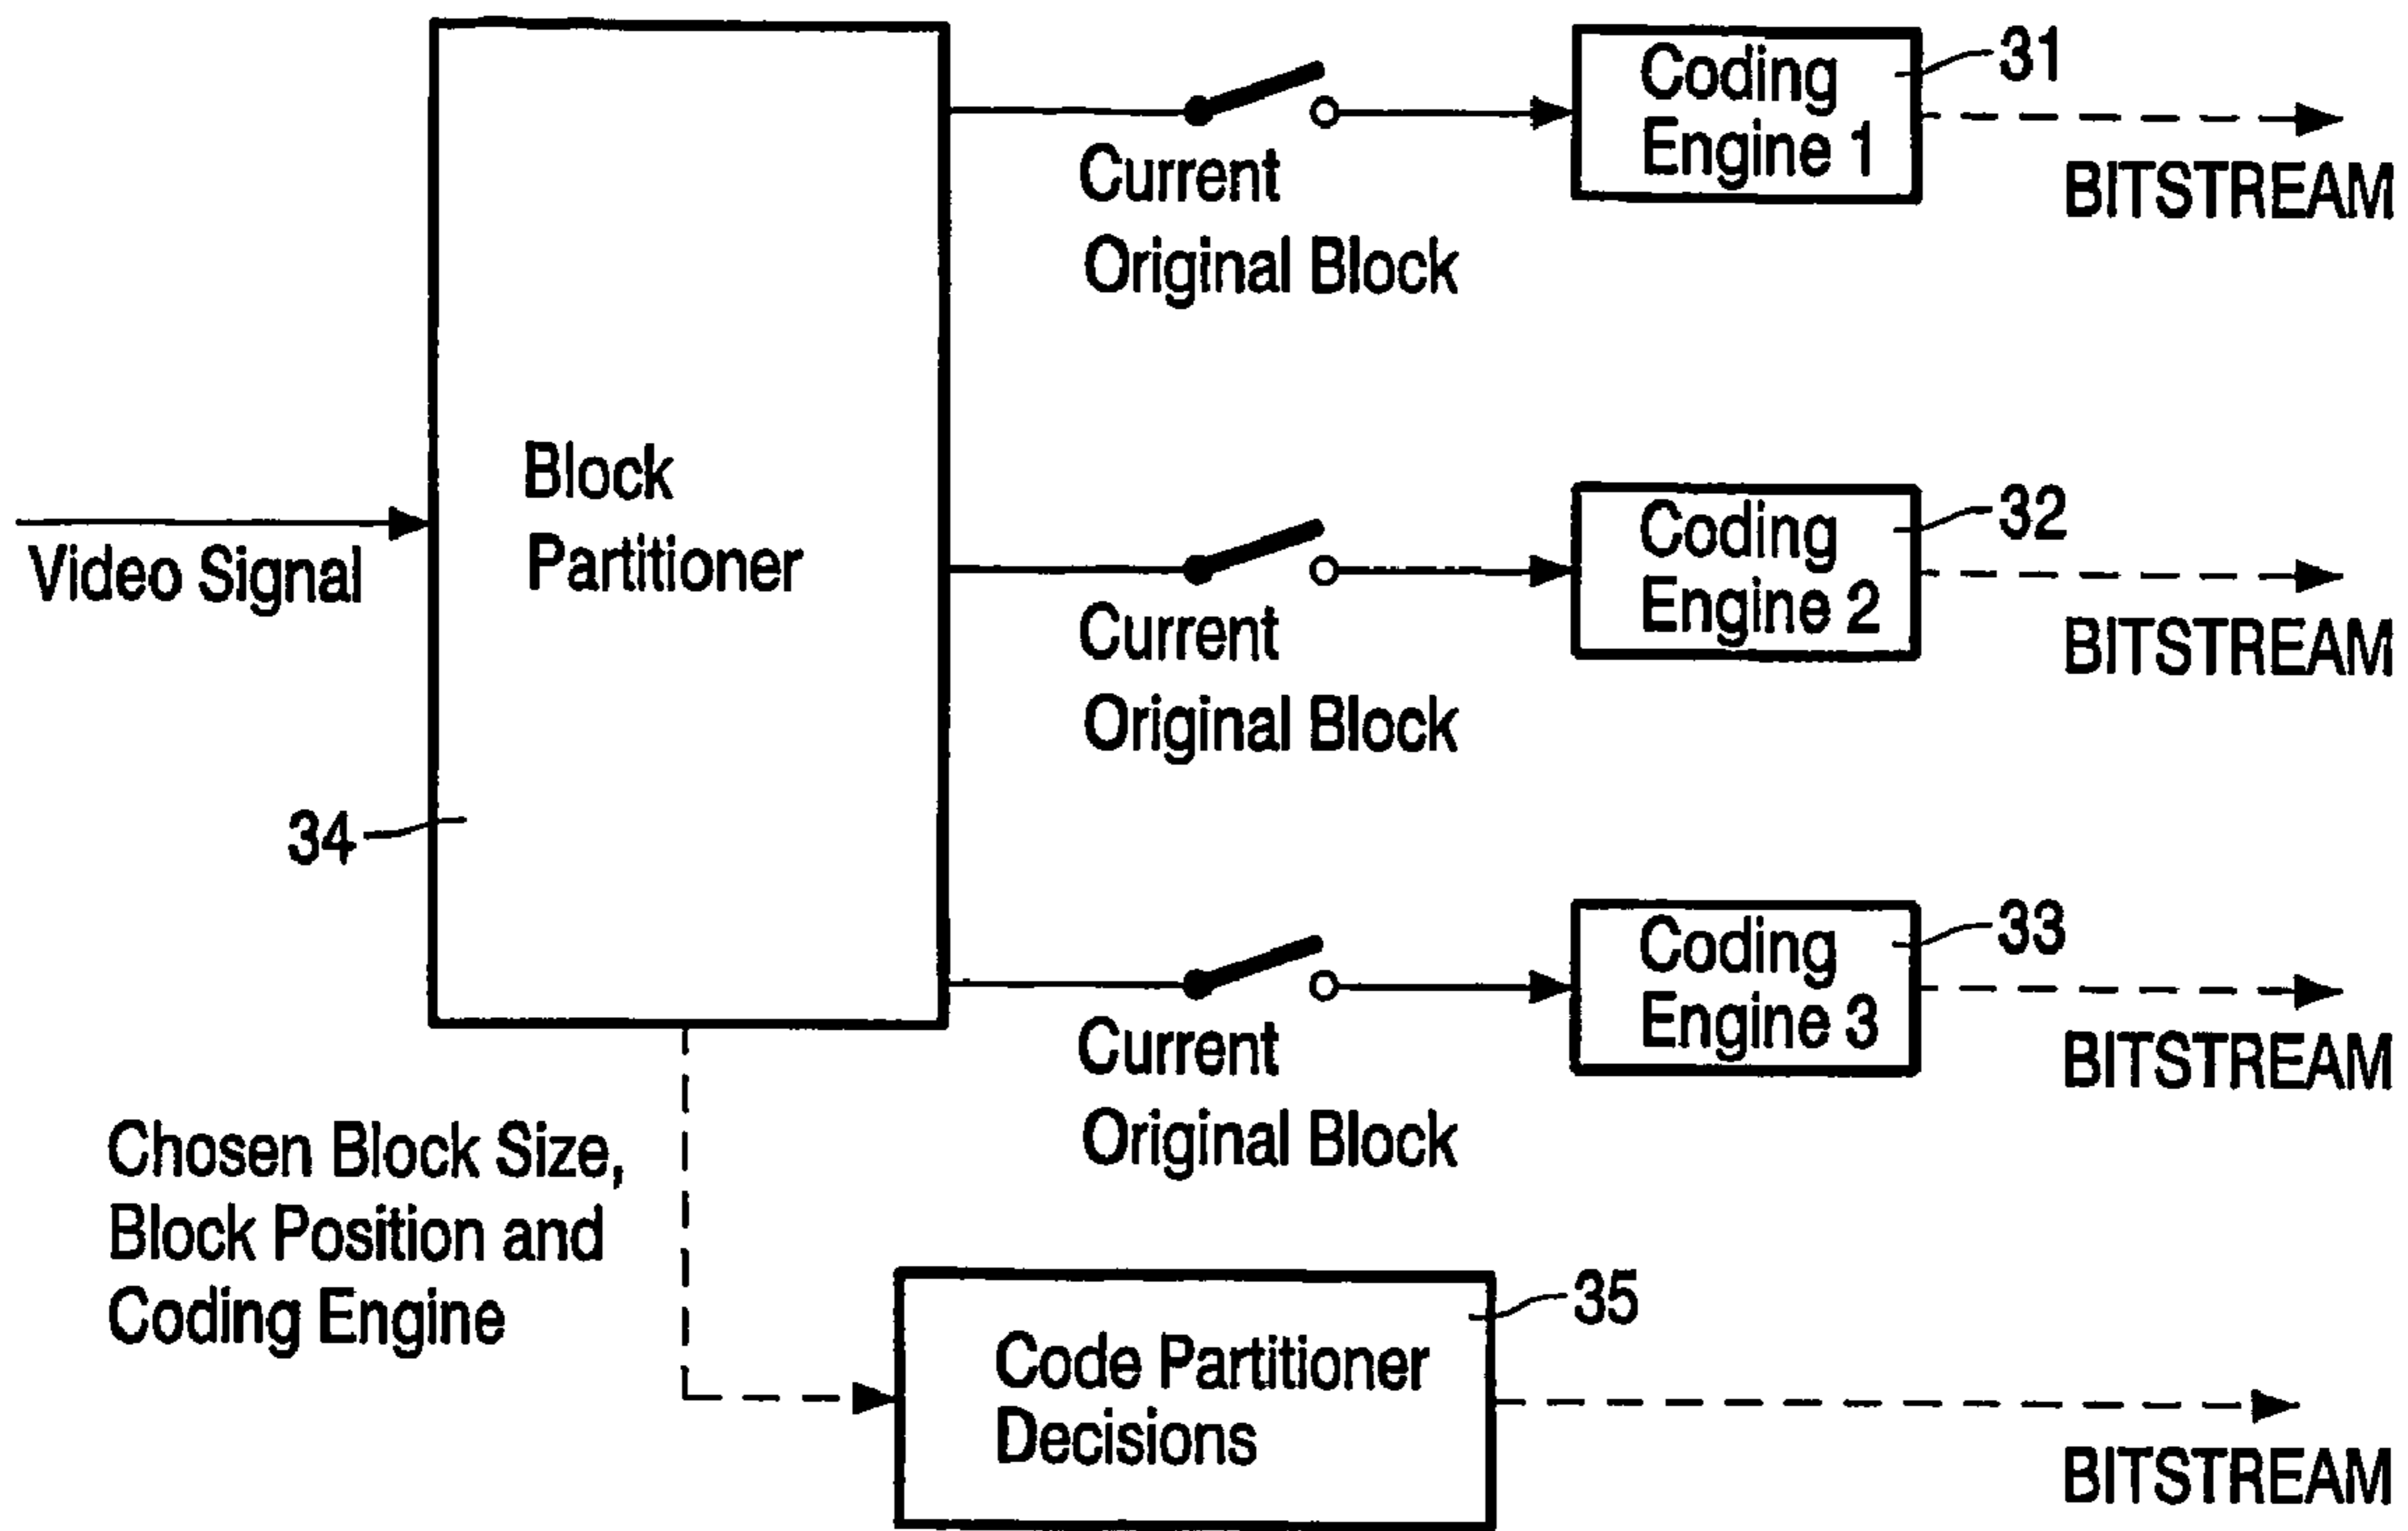 Coding
Engine 1
31
BITSTREAM
Current
Original Block
Block
Partitioner
Video Signal
Coding
Engine 2
32
BITSTREAM
Current
Original Block
34
Coding
Engine 3
33
BITSTREAM
Current
Original Block
Chosen Block Size,
Block Position and
Coding Engine
Code Partitioner
Decisions
35
BITSTREAM